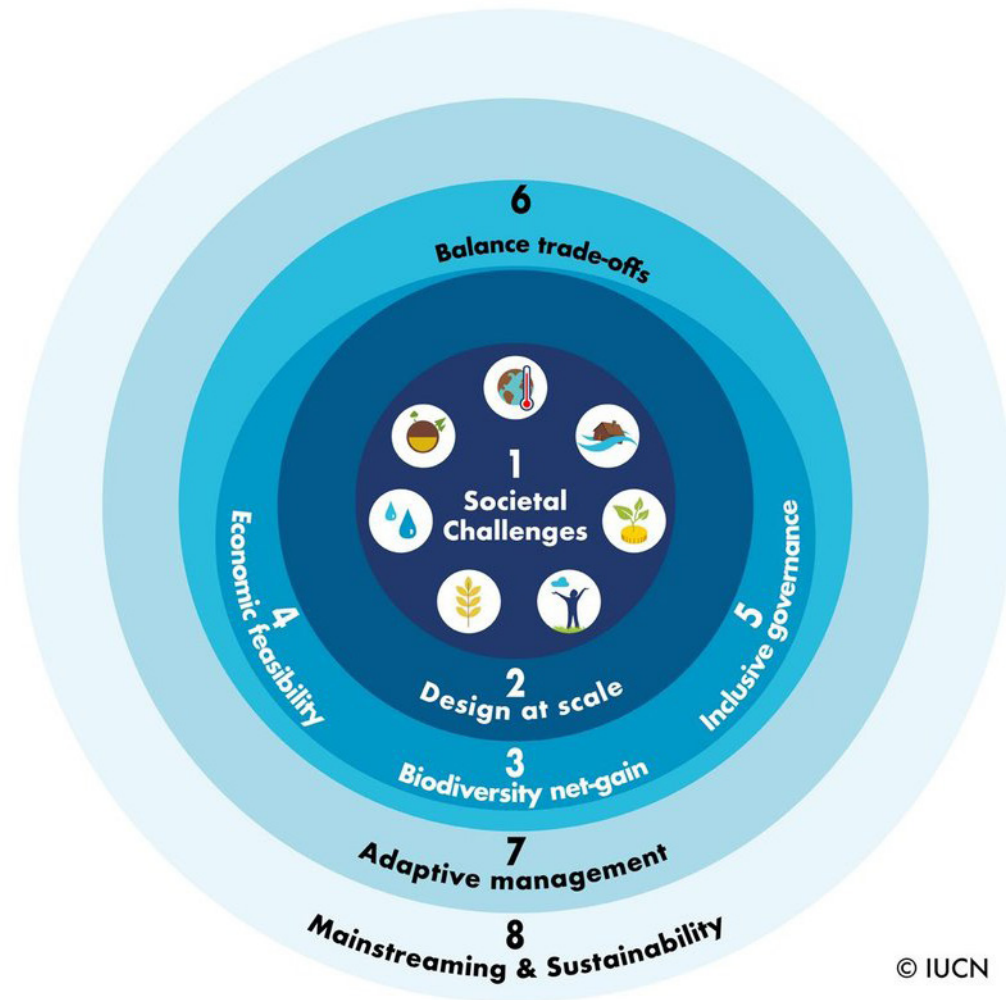 6
Balance trade-offs
1
Societal
Challenges
4
Economic feasibility
5
Inclusive governance
2
Design at scale
3
Biodiversity net-gain
7
Adaptive management
8
Mainstreaming & Sustainability
© IUCN